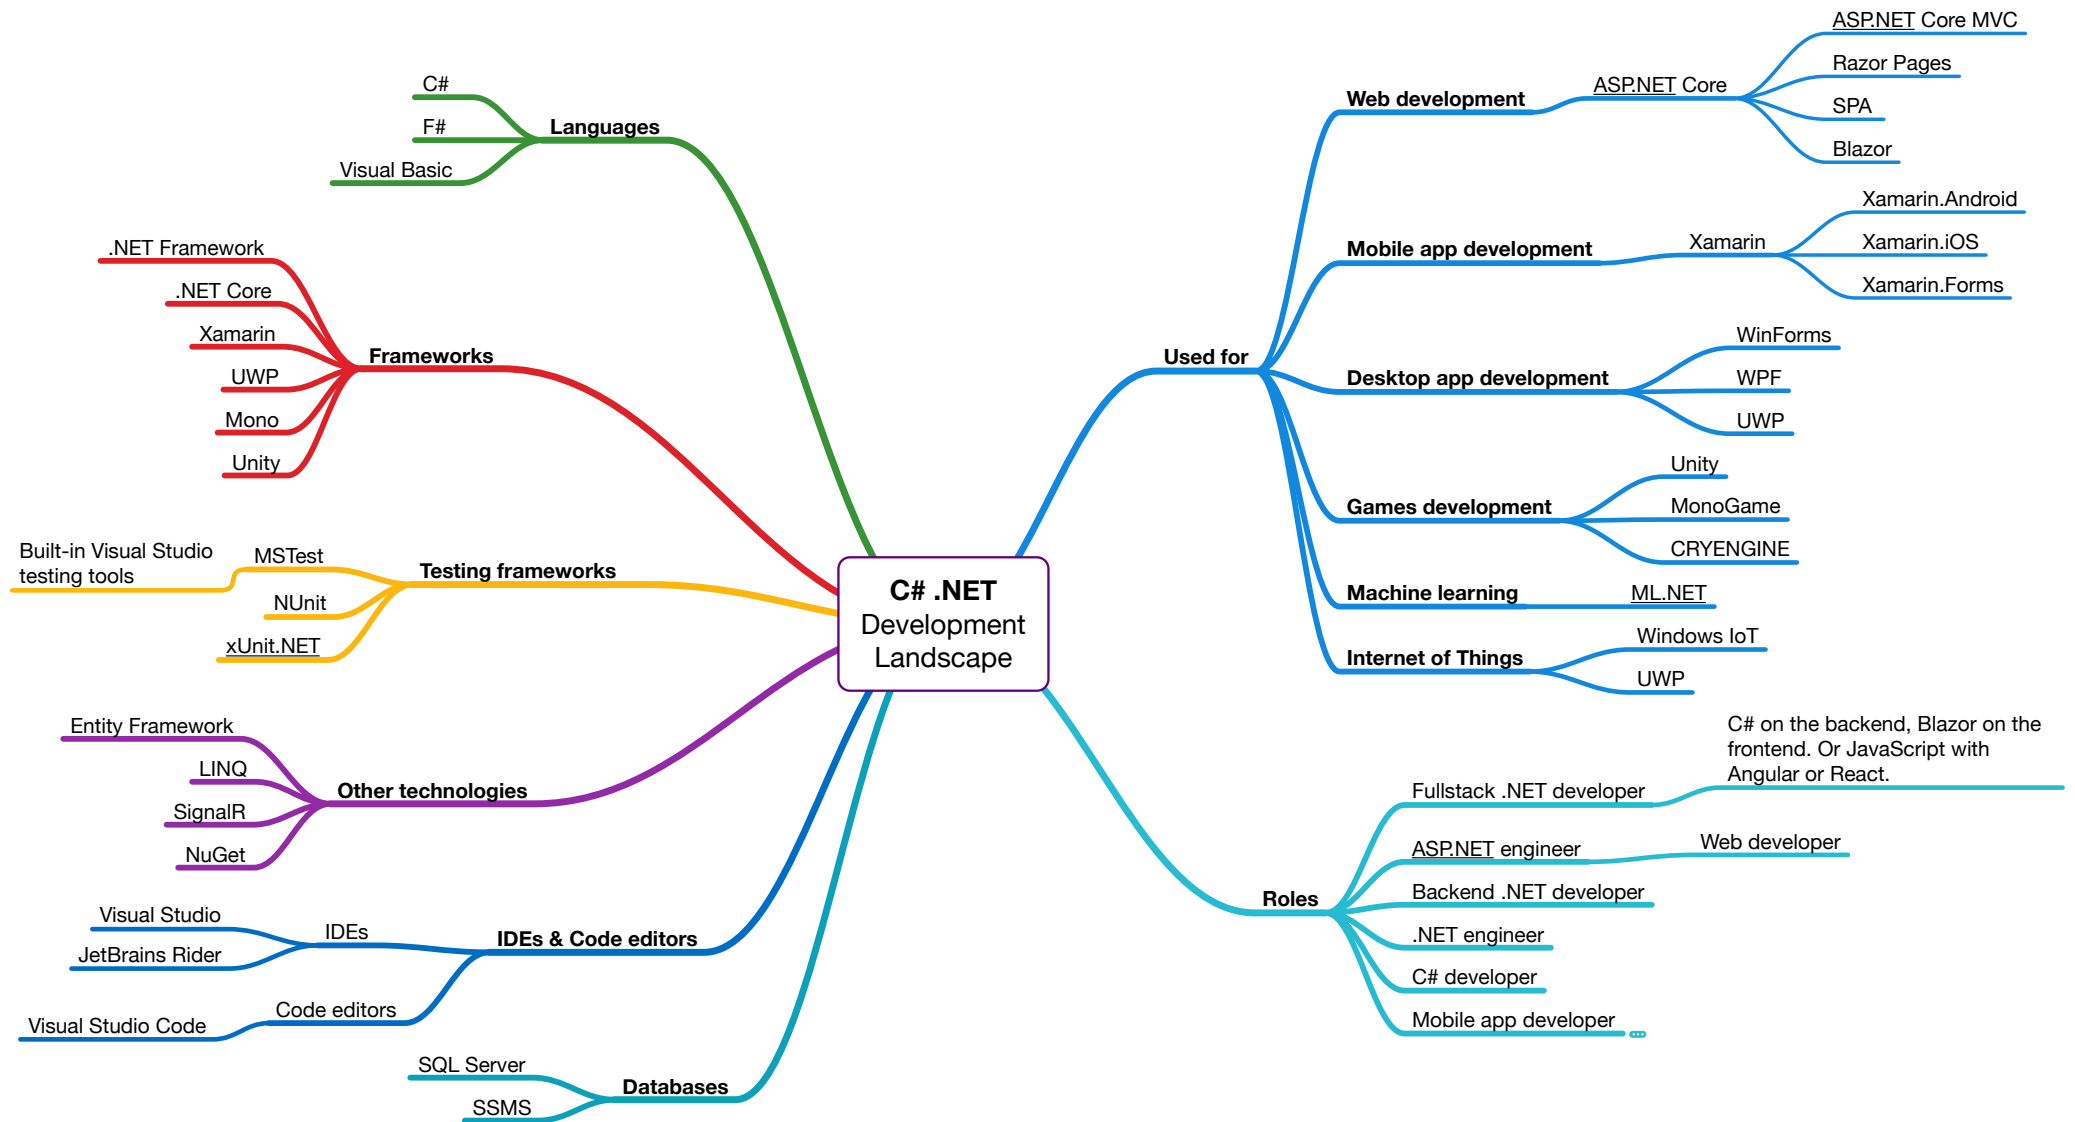 C# .NET
Development
Landscape
Languages
C#
F#
Visual Basic
Frameworks
.NET Framework
.NET Core
Xamarin
UWP
Mono
Unity
Testing frameworks
MSTest
Built-in Visual Studio
testing tools
NUnit
xUnit.NET
Other technologies
Entity Framework
LINQ
SignalR
NuGet
IDEs & Code editors
IDEs
Visual Studio
JetBrains Rider
Code editors
Visual Studio Code
Databases
SQL Server
SSMS
Used for
Web development
ASP.NET Core
ASP.NET Core MVC
Razor Pages
SPA
Blazor
Mobile app development
Xamarin
Xamarin.Android
Xamarin.iOS
Xamarin.Forms
Desktop app development
WinForms
WPF
UWP
Games development
Unity
MonoGame
CRYENGINE
Machine learning
ML.NET
Internet of Things
Windows IoT
UWP
Roles
Fullstack .NET developer
C# on the backend, Blazor on the
frontend. Or JavaScript with
Angular or React.
ASP.NET engineer
Web developer
Backend .NET developer
.NET engineer
C# developer
Mobile app developer